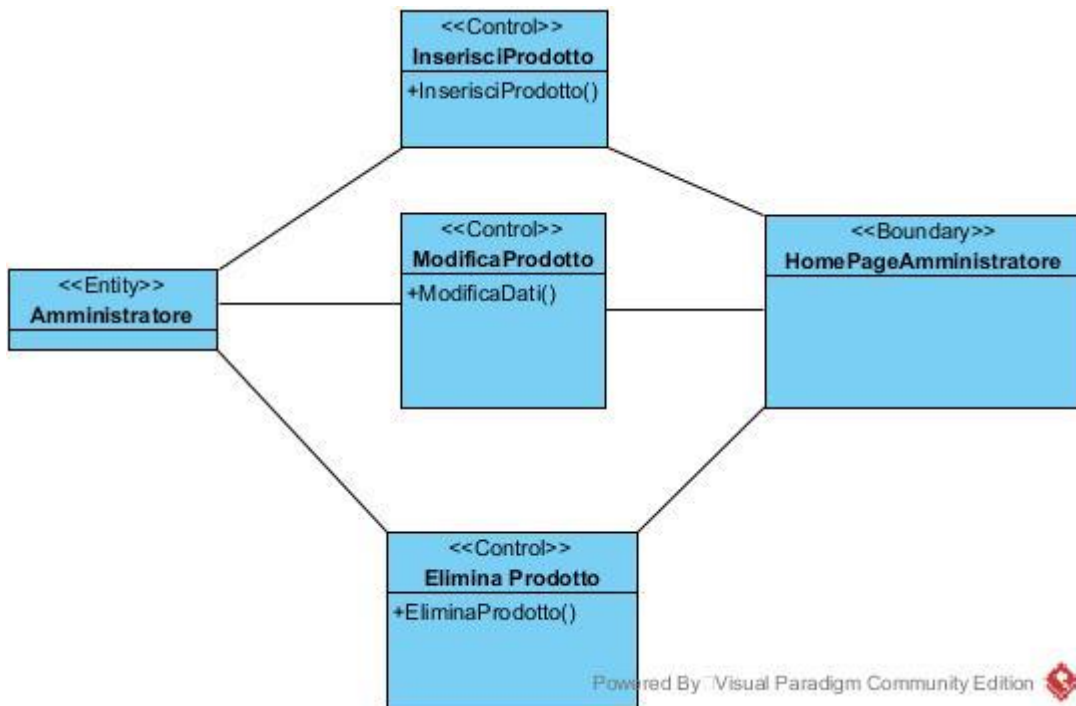 <<Control>>
InserisciProdotto
+InserisciProdotto()
<<Control>>
ModificaProdotto
+ModificaDati()
<<Boundary>>
HomePageAmministratore
<<Entity>>
Amministratore
<<Control>>
Elimina Prodotto
+EliminaProdotto()
Powered By Visual Paradigm Community Edition